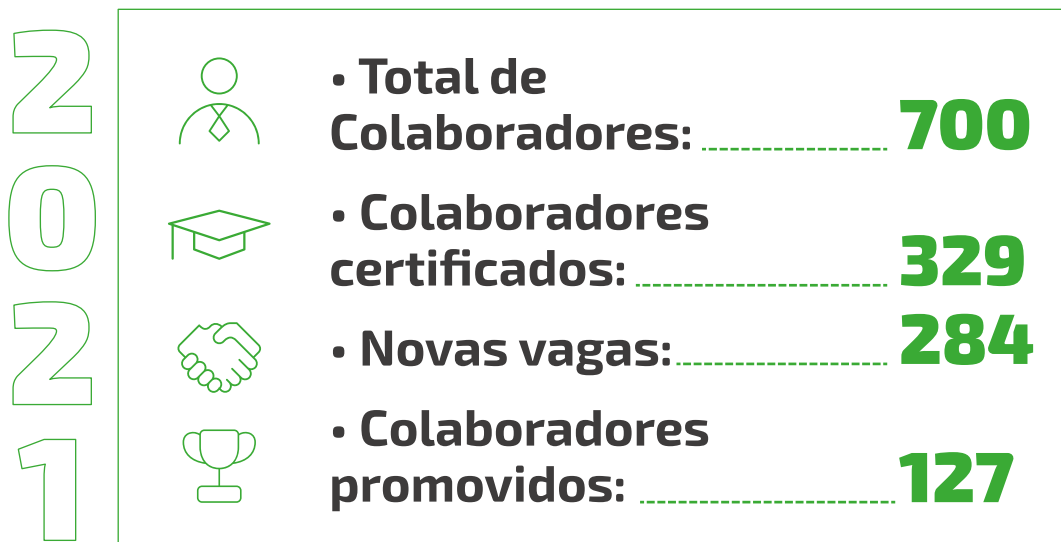 2021
• Total de
Colaboradores: 700
• Colaboradores
certificados: 329
• Novas vagas: 284
• Colaboradores
promovidos: 127